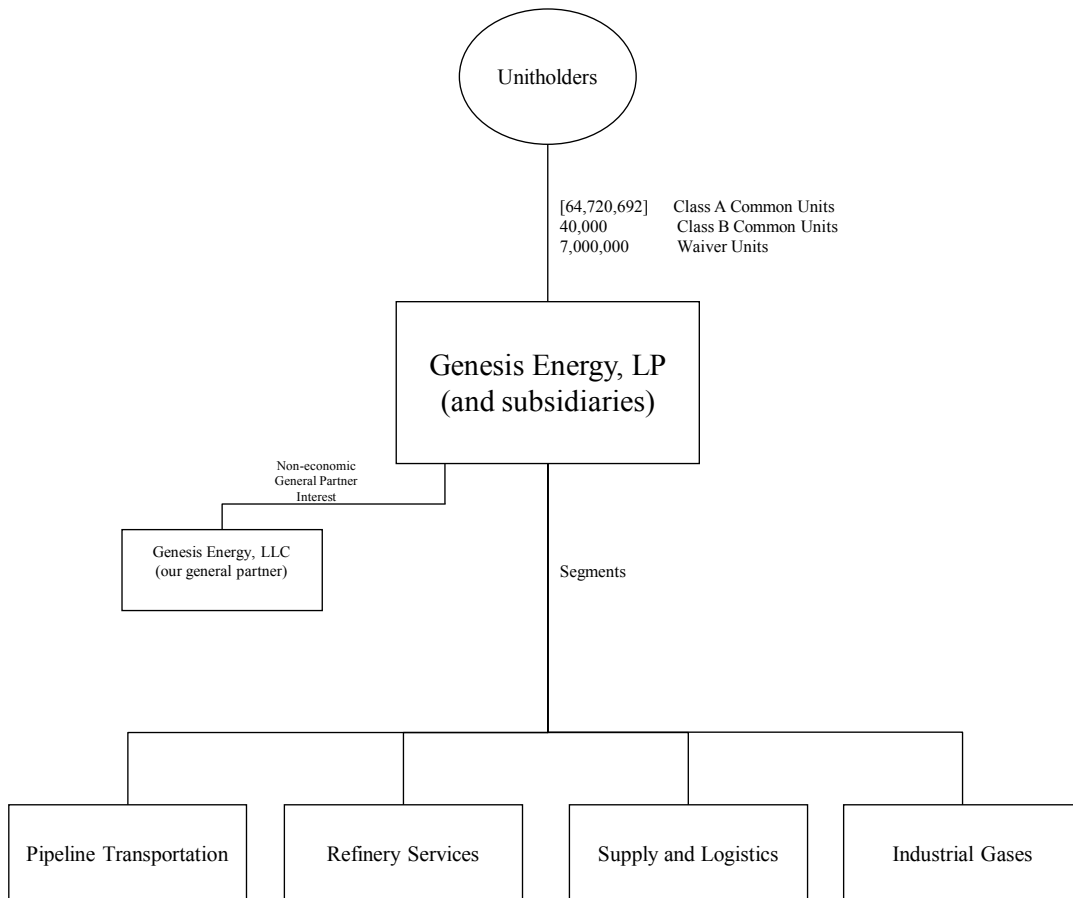 Unitholders
[64,720,692] Class A Common Units
40,000 Class B Common Units
7,000,000 Waiver Units
Genesis Energy, LP
(and subsidiaries)
Non-economic
General Partner
Interest
Genesis Energy, LLC
(our general partner)
Segments
Pipeline Transportation
Refinery Services
Supply and Logistics
Industrial Gases